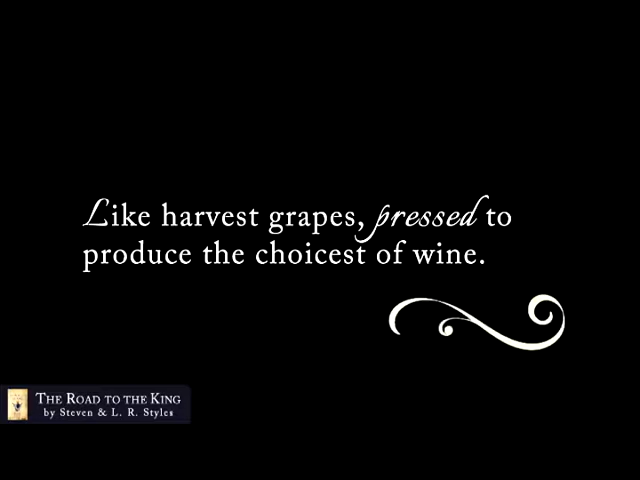 Like harvest grapes, pressed to
produce the choicest of wine.
The Road to the King
by Steven & L. R. Styles